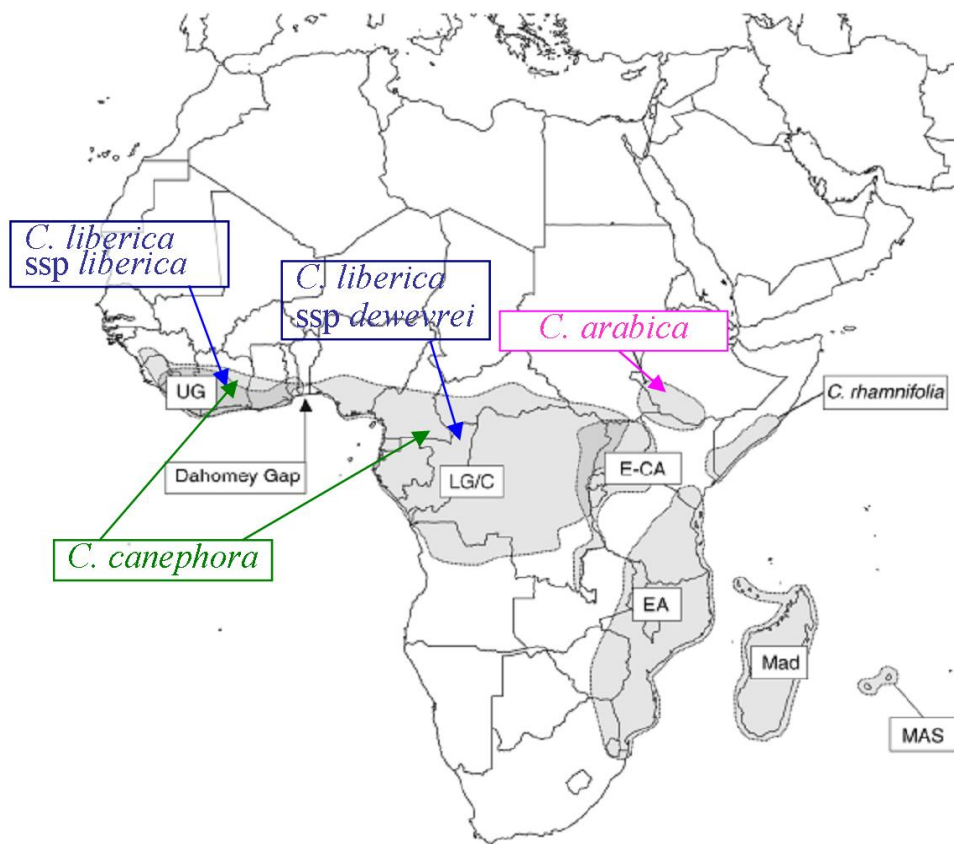 C. liberica
ssp liberica
C. liberica
ssp dewevrei
C. arabica
C. rhamnifolia
UG
Dahomey Gap
LG/C
E-CA
C. canephora
EA
Mad
MAS